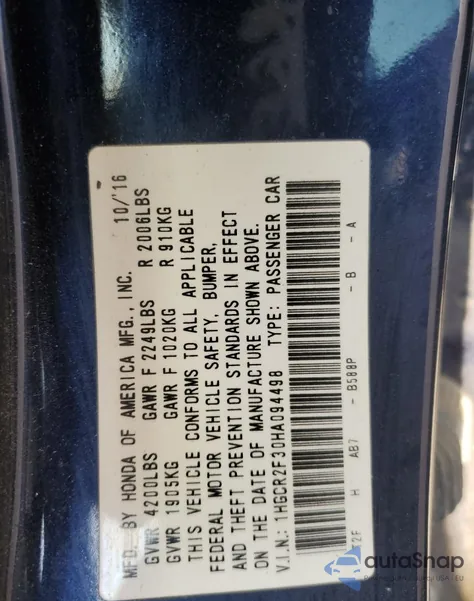 MFD. BY HONDA OF AMERICA MFG., INC. 10/'16
GVWR 4200LBS GAWR F 2249LBS R 2006LBS
GVWR 1905KG GAWR F 1020KG R 910KG
THIS VEHICLE CONFORMS TO ALL APPLICABLE
FEDERAL MOTOR VEHICLE SAFETY, BUMPER,
AND THEFT PREVENTION STANDARDS IN EFFECT
ON THE DATE OF MANUFACTURE SHOWN ABOVE.
V.I.N.: 1HGCR2F30HA094498 TYPE: PASSENGER CAR
H AB7 - B588P - B - A
autoSnap